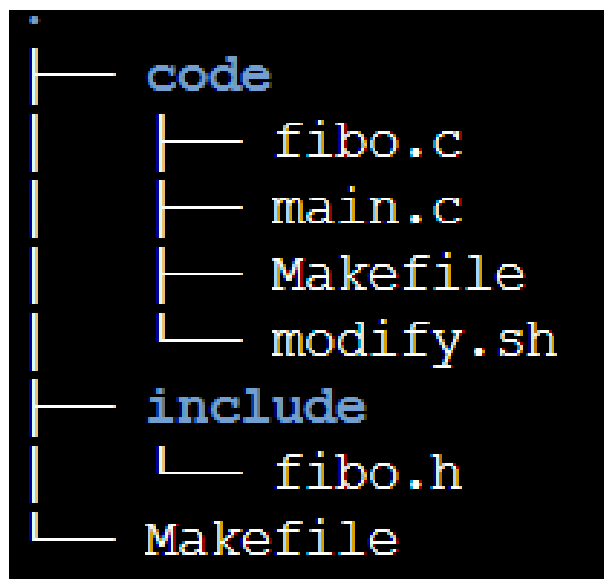 .
├── code
│   ├── fibo.c
│   ├── main.c
│   ├── Makefile
│   └── modify.sh
├── include
│   └── fibo.h
└── Makefile